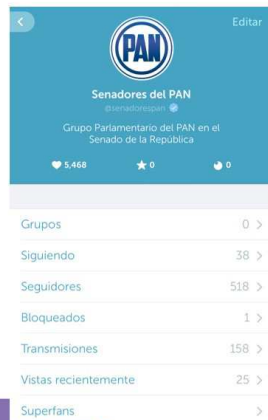 Editar
PAN
Senadores del PAN
@senadorespan
Grupo Parlamentario del PAN en el
Senado de la República
5,468 0 0
Grupos 0 >
Siguiendo 38 >
Seguidores 518 >
Bloqueados 1 >
Transmisiones 158 >
Vistas recientemente 25 >
Superfans >